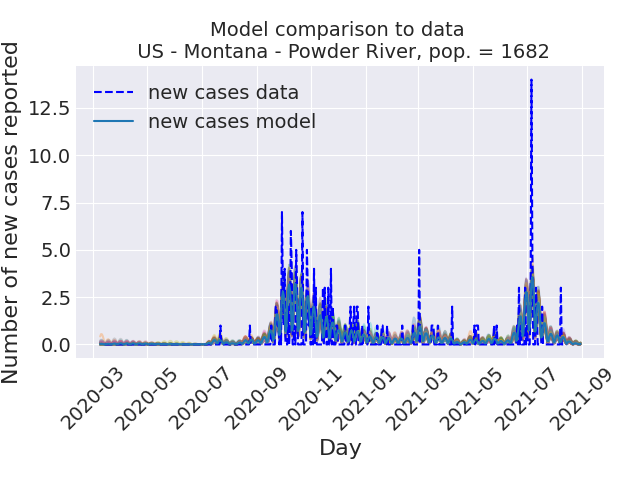 Model comparison to data
US - Montana - Powder River, pop. = 1682
new cases data
new cases model
Number of new cases reported
12.5
10.0
7.5
5.0
2.5
0.0
2020-03
2020-05
2020-07
2020-09
2020-11
2021-01
2021-03
2021-05
2021-07
2021-09
Day